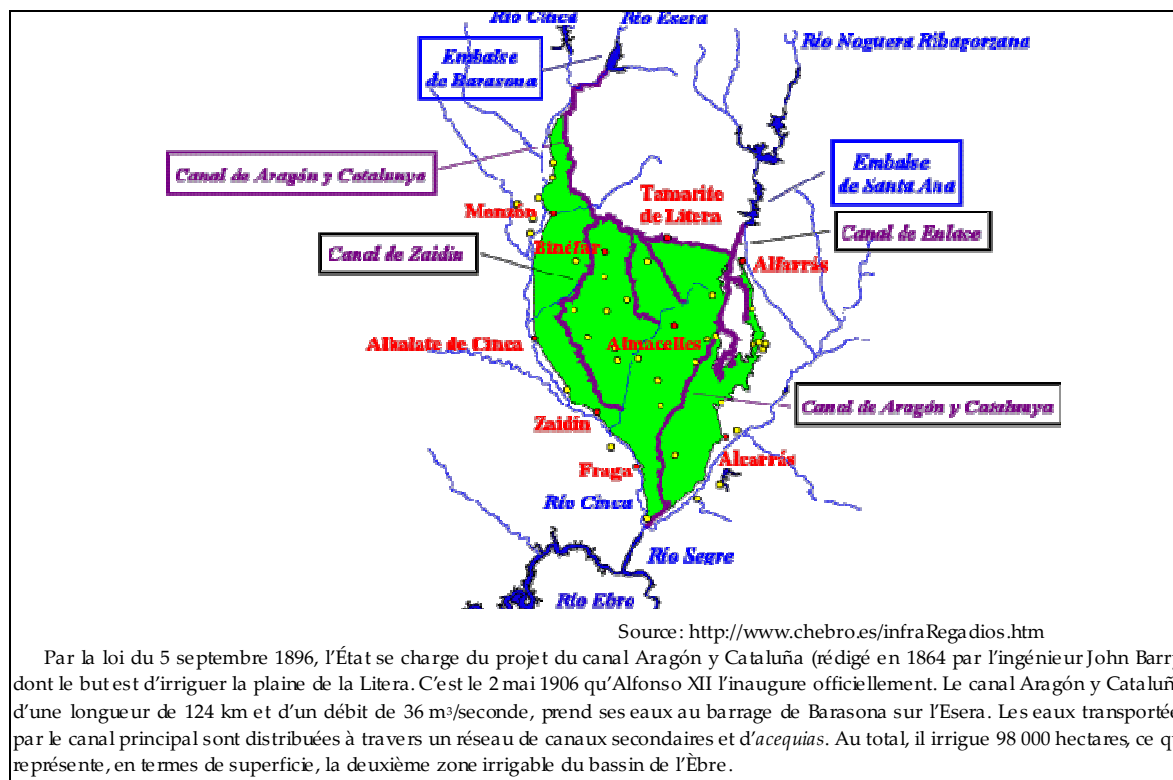 Río Cinca
Río Esera
Río Noguera Ribagorzana
Embalse
de Barasona
Embalse
de Santa Ana
Canal de Aragón y Catalunya
Tamarite
de Litera
Monzón
Canal de Enlace
Binéfar
Canal de Zaidín
Alfarrás
Albalate de Cinca
Almacelles
Canal de Aragón y Catalunya
Zaidín
Alcarrás
Fraga
Río Cinca
Río Segre
Río Ebro
Source: http://www.chebro.es/infraRegadios.htm
Par la loi du 5 septembre 1896, l’État se charge du projet du canal Aragón y Cataluña (rédigé en 1864 par l’ingénieur John Barry
dont le but est d’irriguer la plaine de la Litera. C’est le 2 mai 1906 qu’Alfonso XII l’inaugure officiellement. Le canal Aragón y Cataluñ
d’une longueur de 124 km et d’un débit de 36 m³/seconde, prend ses eaux au barrage de Barasona sur l’Esera. Les eaux transportée
par le canal principal sont distribuées à travers un réseau de canaux secondaires et d’acequias. Au total, il irrigue 98 000 hectares, ce qu
représente, en termes de superficie, la deuxième zone irrigable du bassin de l’Èbre.